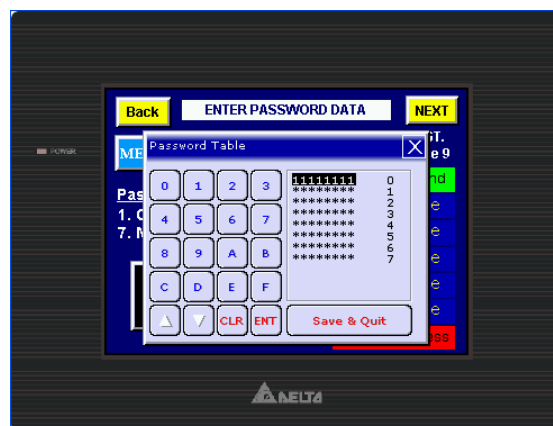 Back ENTER PASSWORD DATA NEXT
POWER
ME
Password Table X
GT.
e 9
0 1 2 3
11111111 0
******** 1
******** 2
******** 3
******** 4
******** 5
******** 6
******** 7
nd
Pas
1. C
7. N
4 5 6 7
e
e
8 9 A B
e
e
C D E F
e
CLR ENT Save & Quit
ess
DELTA